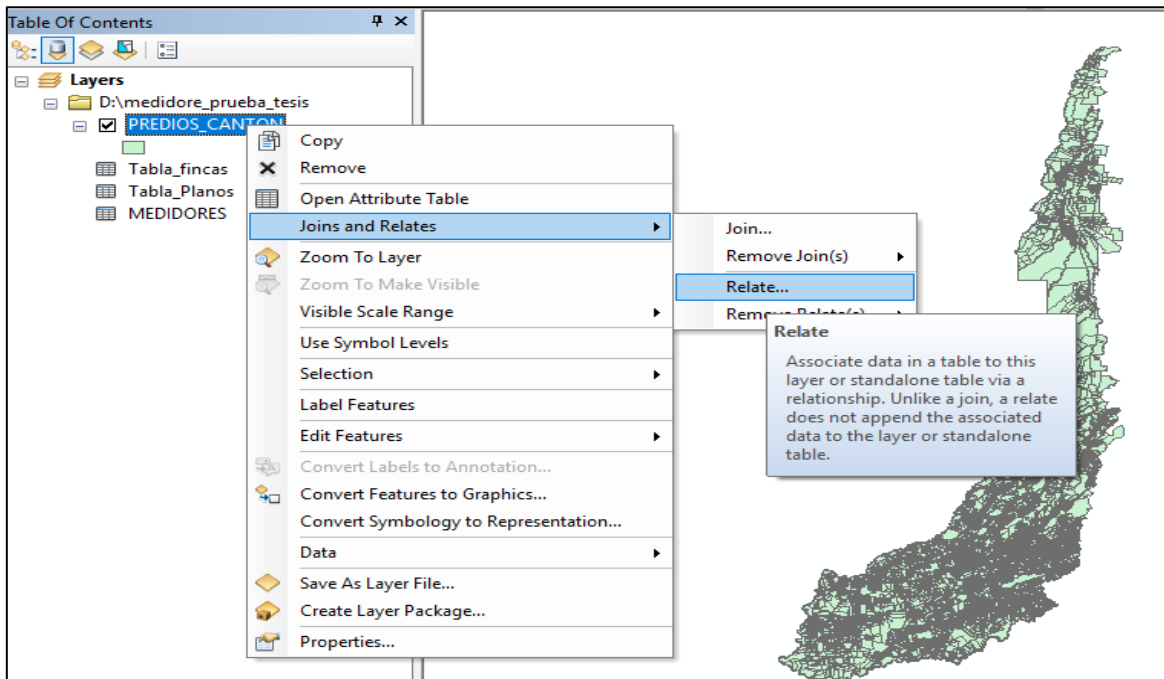 Table Of Contents
Layers
D:\medidore_prueba_tesis
PREDIOS_CANTON
Tabla_fincas
Tabla_Planos
MEDIDORES
Copy
Remove
Open Attribute Table
Joins and Relates
Zoom To Layer
Zoom To Make Visible
Visible Scale Range
Use Symbol Levels
Selection
Label Features
Edit Features
Convert Labels to Annotation...
Convert Features to Graphics...
Convert Symbology to Representation...
Data
Save As Layer File...
Create Layer Package...
Properties...
Join...
Remove Join(s)
Relate...
Remove Relate(s)
Relate
Associate data in a table to this
layer or standalone table via a
relationship. Unlike a join, a relate
does not append the associated
data to the layer or standalone
table.